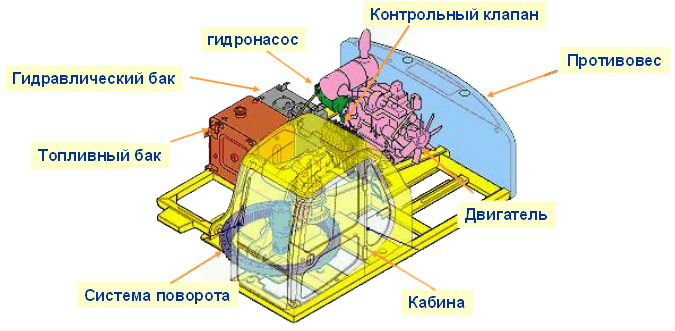 Контрольный клапан
гидронасос
Противовес
Гидравлический бак
Топливный бак
Двигатель
Система поворота
Кабина